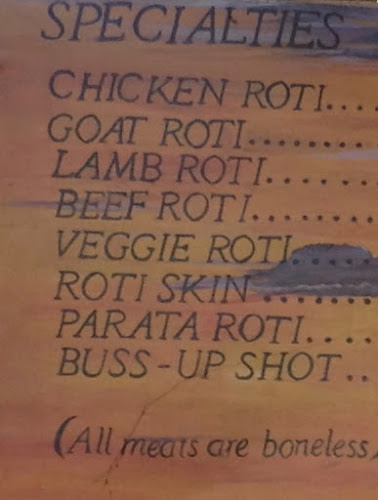 SPECIALTIES
CHICKEN ROTI....
GOAT ROTI.........
LAMB ROTI.......
BEEF ROTI........
VEGGIE ROTI.....
ROTI SKIN ........
PARATA ROTI....
BUSS-UP SHOT..
(All meats are boneless,